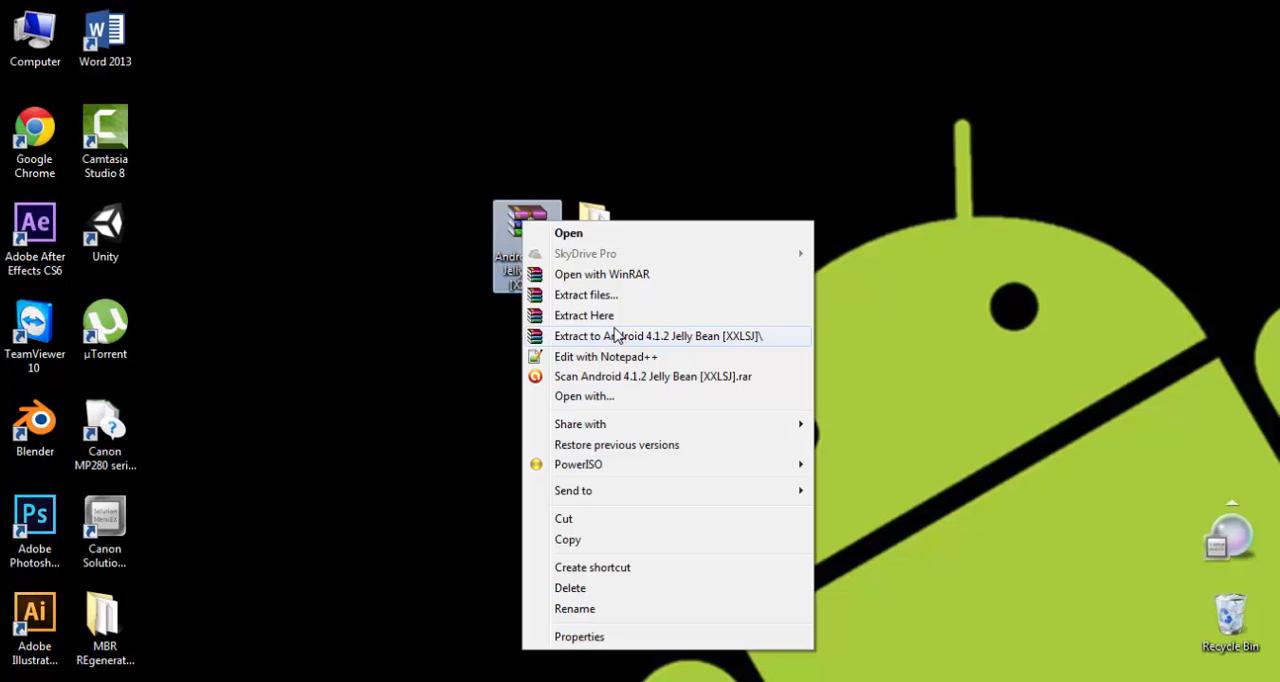 Computer
Word 2013
Google
Chrome
Camtasia
Studio 8
Ae
Adobe After
Effects CS6
Unity
TeamViewer
10
µTorrent
Blender
Canon
MP280 seri...
Ps
Adobe
Photosh...
Canon
Solutio...
Ai
Adobe
Illustrat...
MBR
REgenerat...
Open
SkyDrive Pro
Open with WinRAR
Extract files...
Extract Here
Extract to Android 4.1.2 Jelly Bean [XXLSJ]\
Edit with Notepad++
Scan Android 4.1.2 Jelly Bean [XXLSJ].rar
Open with...
Share with
Restore previous versions
PowerISO
Send to
Cut
Copy
Create shortcut
Delete
Rename
Properties
Recycle Bin